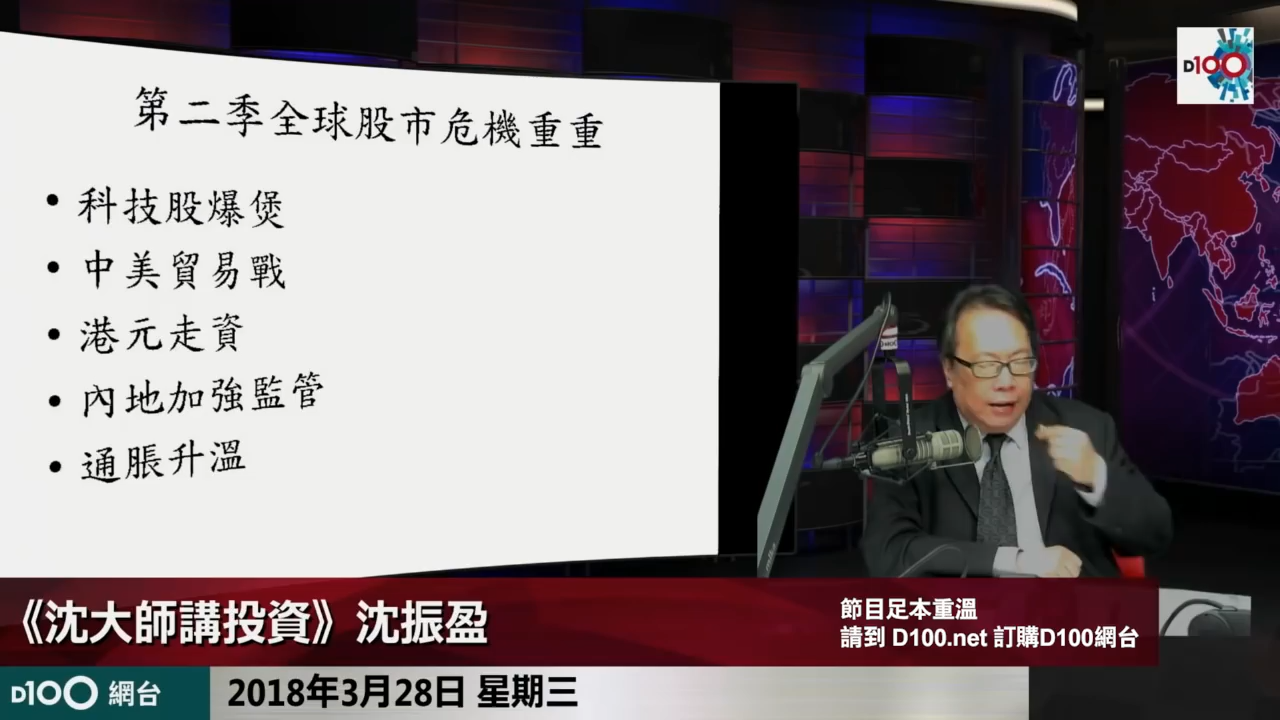 D100
第二季全球股市危機重重
• 科技股爆煲
• 中美貿易戰
• 港元走資
• 內地加強監管
• 通脹升溫
《沈大師講投資》沈振盈
節目足本重溫
請到 D100.net 訂購D100網台
D100 網台
2018年3月28日 星期三